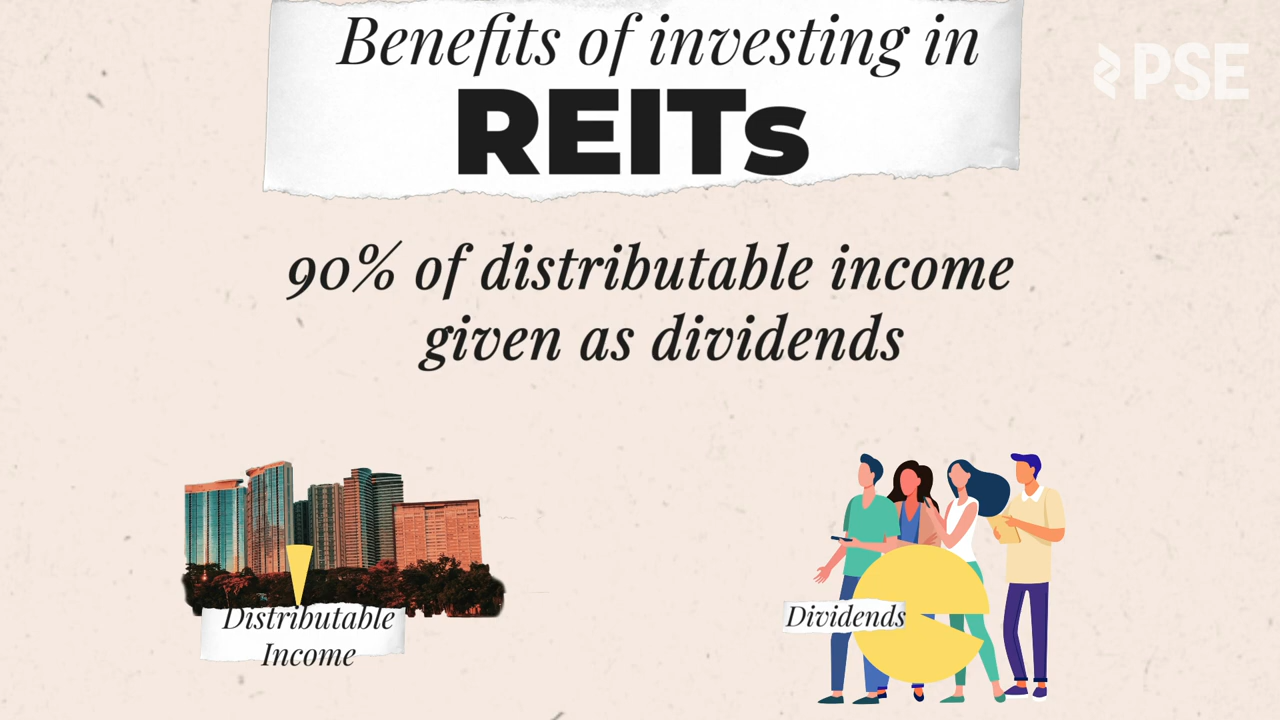 Benefits of investing in
REITs
PSE
90% of distributable income
given as dividends
Distributable
Income
Dividends